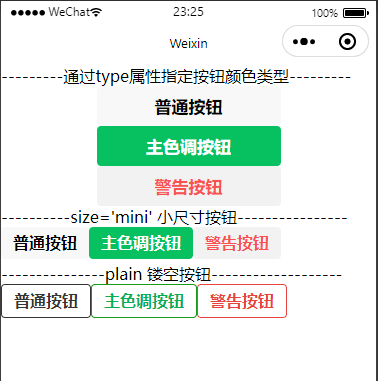 WeChat 23:25 100%
Weixin
---------通过type属性指定按钮颜色类型---------
普通按钮
主色调按钮
警告按钮
----------size='mini' 小尺寸按钮----------------
普通按钮 主色调按钮 警告按钮
---------------plain 镂空按钮-------------------
普通按钮 主色调按钮 警告按钮